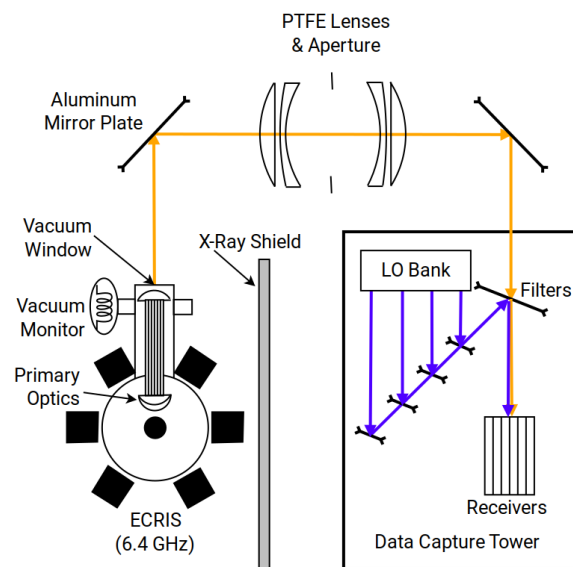 PTFE Lenses
& Aperture
Aluminum
Mirror Plate
Vacuum
Window
X-Ray Shield
LO Bank
Filters
Vacuum
Monitor
Primary
Optics
Receivers
ECRIS
(6.4 GHz)
Data Capture Tower